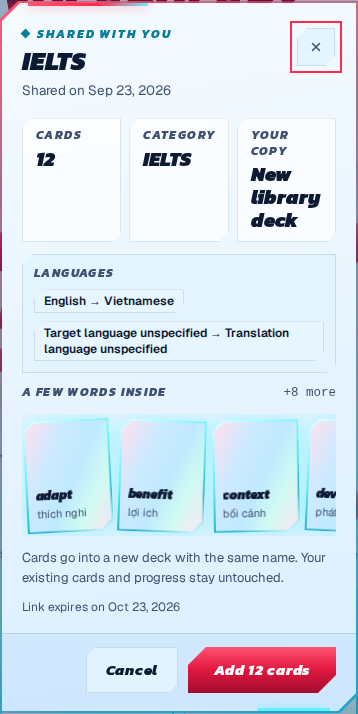 ◆ SHARED WITH YOU
IELTS
Shared on Sep 23, 2026
×
CARDS
12
CATEGORY
IELTS
YOUR
COPY
New
library
deck
LANGUAGES
English → Vietnamese
Target language unspecified → Translation
language unspecified
A FEW WORDS INSIDE
+8 more
adapt
thích nghi
benefit
lợi ích
context
bối cảnh
Cards go into a new deck with the same name. Your
existing cards and progress stay untouched.
Link expires on Oct 23, 2026
Cancel
Add 12 cards